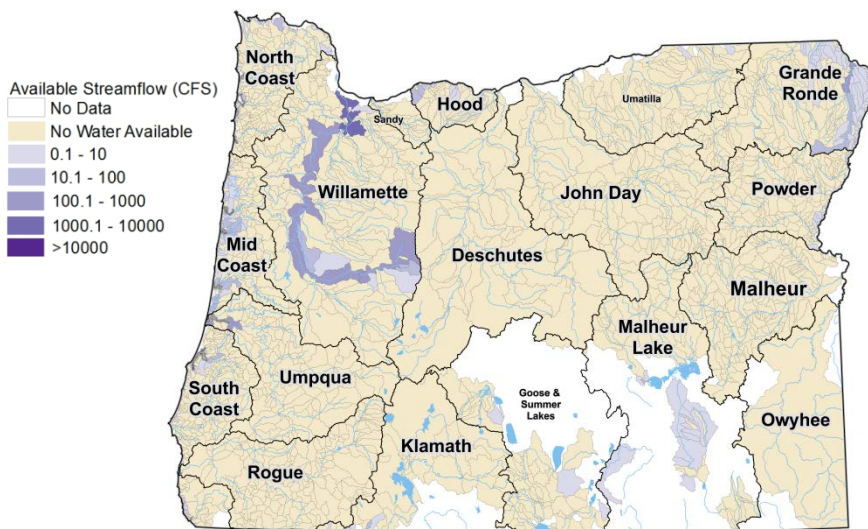 Available Streamflow (CFS)
No Data
No Water Available
0.1 - 10
10.1 - 100
100.1 - 1000
1000.1 - 10000
>10000
North
Coast
Hood
Sandy
Umatilla
Grande
Ronde
Willamette
John Day
Powder
Mid
Coast
Deschutes
Malheur
Malheur
Lake
South
Coast
Umpqua
Goose &
Summer
Lakes
Owyhee
Klamath
Rogue